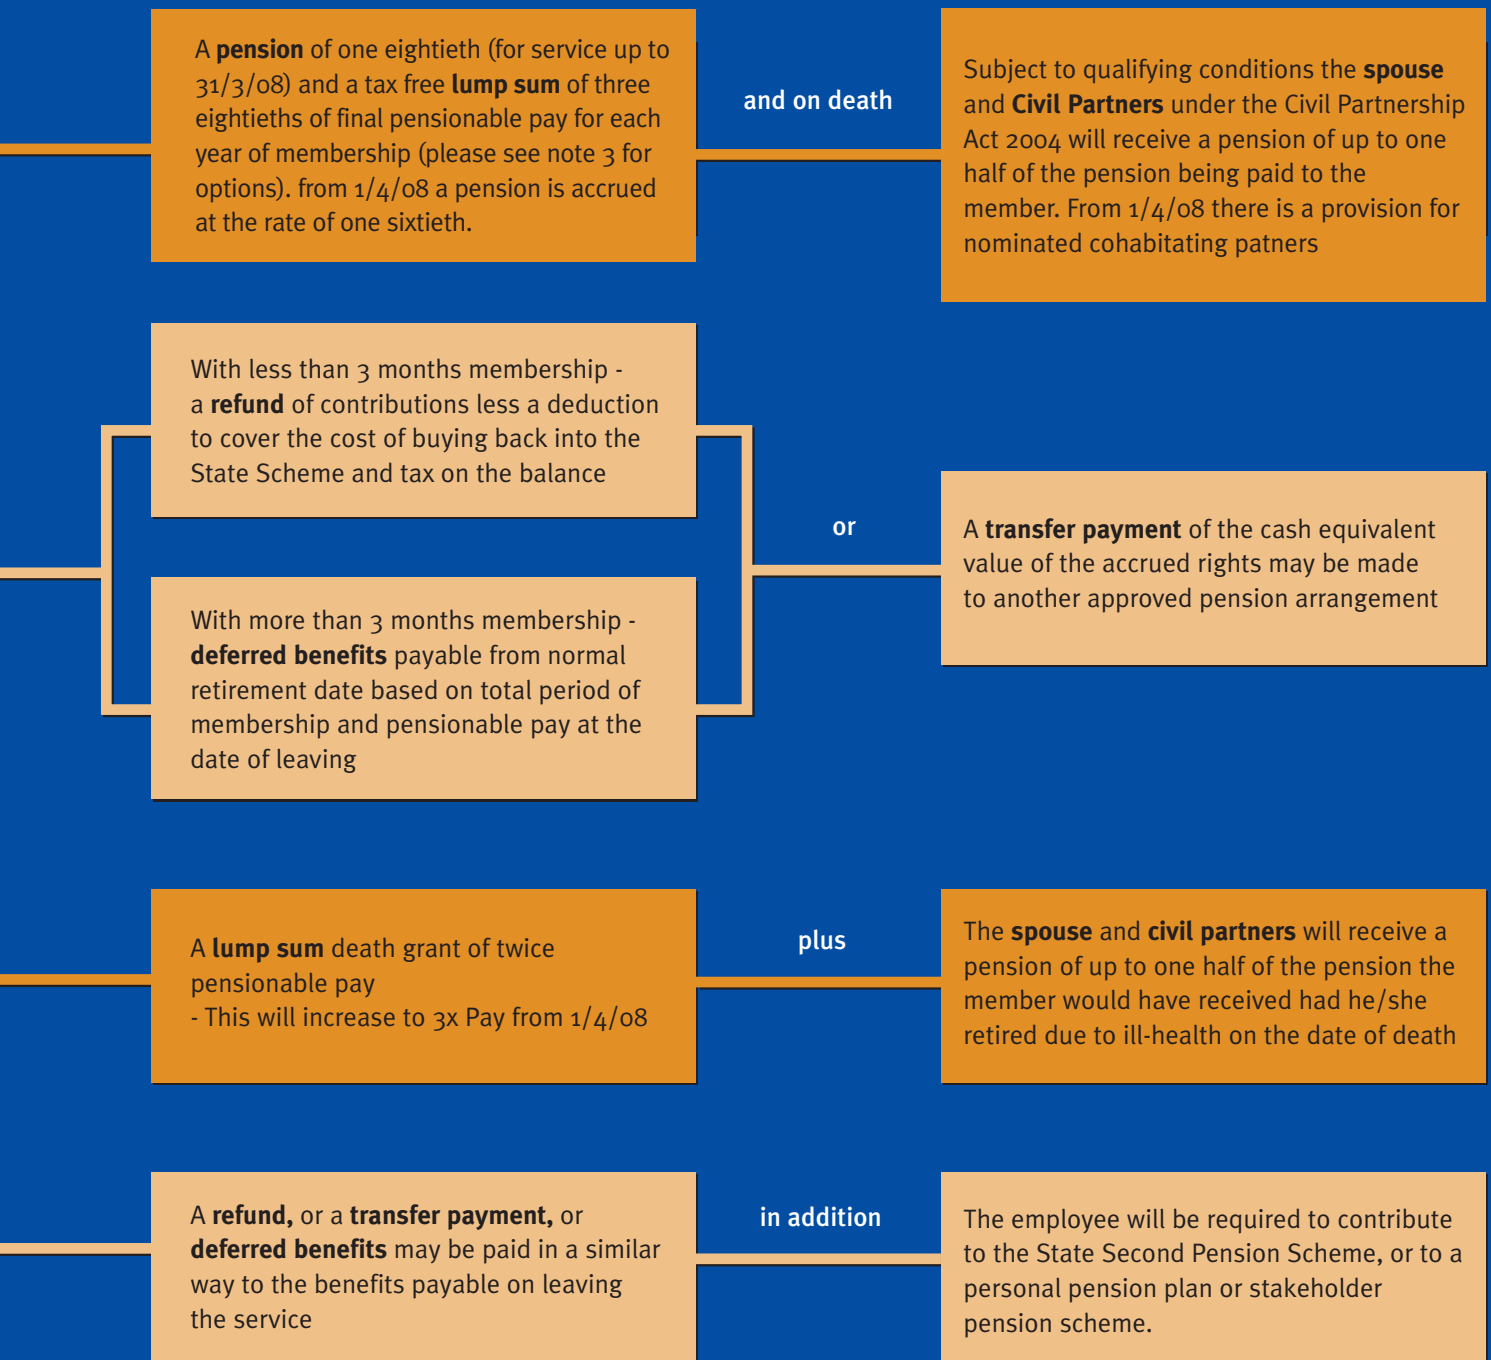 A pension of one eightieth (for service up to
31/3/08) and a tax free lump sum of three
eightieths of final pensionable pay for each
year of membership (please see note 3 for
options). from 1/4/08 a pension is accrued
at the rate of one sixtieth.
and on death
Subject to qualifying conditions the spouse
and Civil Partners under the Civil Partnership
Act 2004 will receive a pension of up to one
half of the pension being paid to the
member. From 1/4/08 there is a provision for
nominated cohabitating patners
With less than 3 months membership -
a refund of contributions less a deduction
to cover the cost of buying back into the
State Scheme and tax on the balance
With more than 3 months membership -
deferred benefits payable from normal
retirement date based on total period of
membership and pensionable pay at the
date of leaving
or
A transfer payment of the cash equivalent
value of the accrued rights may be made
to another approved pension arrangement
A lump sum death grant of twice
pensionable pay
- This will increase to 3x Pay from 1/4/08
plus
The spouse and civil partners will receive a
pension of up to one half of the pension the
member would have received had he/she
retired due to ill-health on the date of death
A refund, or a transfer payment, or
deferred benefits may be paid in a similar
way to the benefits payable on leaving
the service
in addition
The employee will be required to contribute
to the State Second Pension Scheme, or to a
personal pension plan or stakeholder
pension scheme.